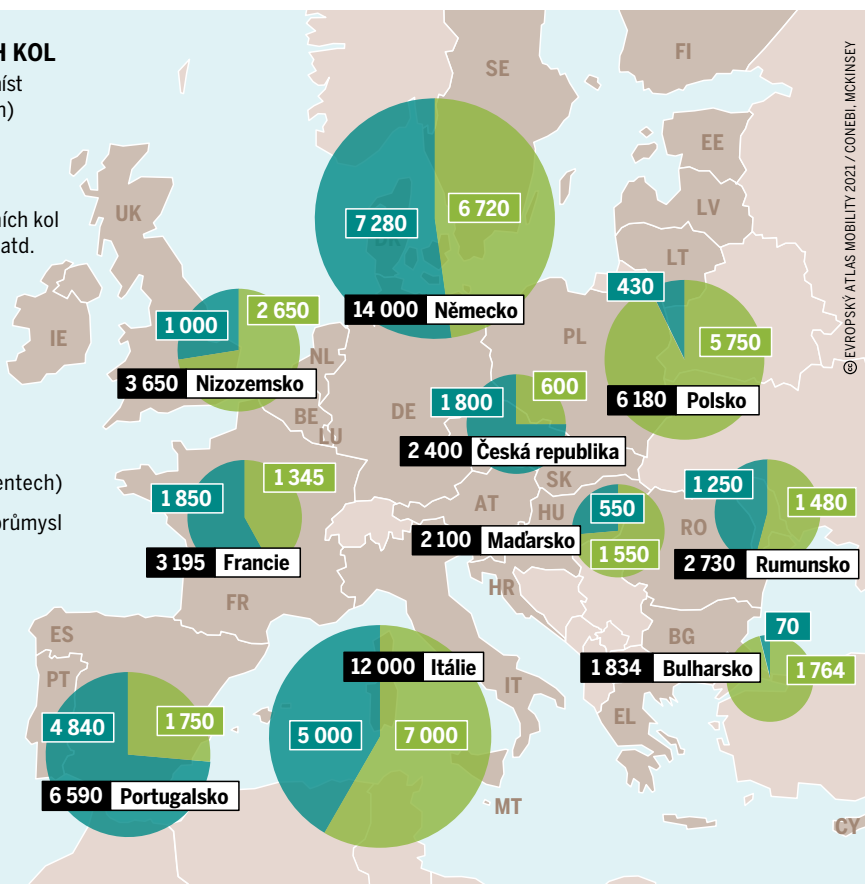 H KOL
míst
h)
ních kol
atd.
entech)
průmysl
© EVROPSKÝ ATLAS MOBILITY 2021 / CONEBI, MCKINSEY
SE
FI
EE
LV
LT
UK
IE
DK
7 280
6 720
14 000 Německo
430
5 750
6 180 Polsko
PL
1 000
2 650
3 650 Nizozemsko
NL
BE
LU
DE
1 800
600
2 400 Česká republika
SK
AT
HU
550
1 550
2 100 Maďarsko
1 250
1 480
2 730 Rumunsko
RO
1 850
1 345
3 195 Francie
FR
HR
BG
70
1 764
1 834 Bulharsko
ES
PT
4 840
1 750
6 590 Portugalsko
12 000 Itálie
5 000
7 000
IT
EL
MT
CY